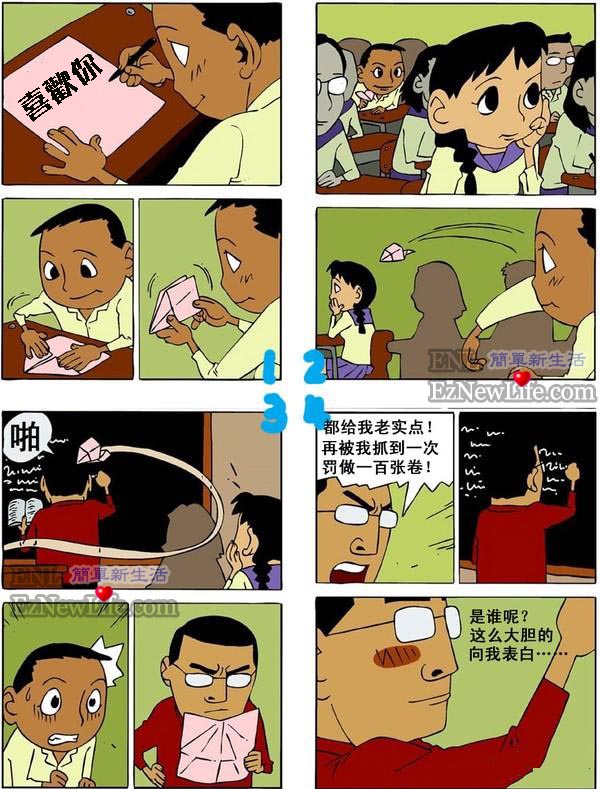 喜歡你
1 2
3 4
ENL 簡單新生活
EzNewLife.com
啪
ENL 簡單新生活
EzNewLife.com
都给我老实点！
再被我抓到一次
罚做一百张卷！
是谁呢？
这么大胆的
向我表白……